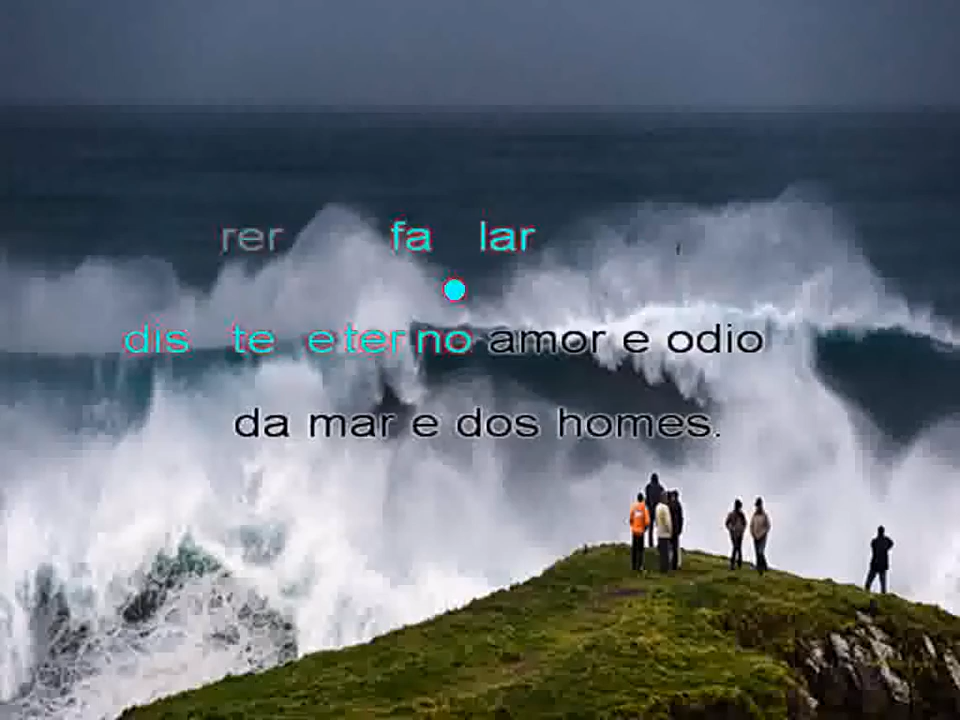 rer fa lar
dis te eterno amor e odio
da mar e dos homes.